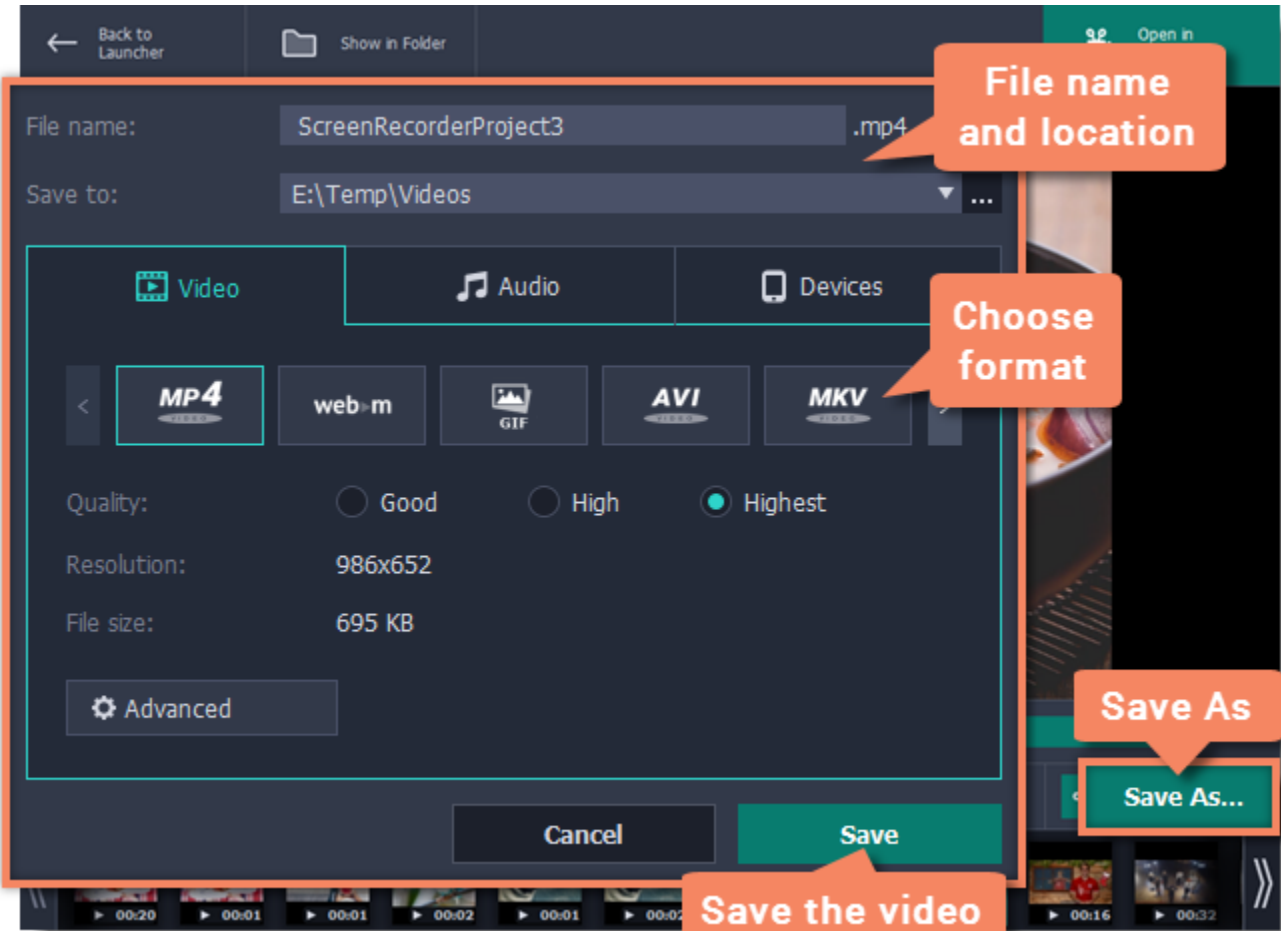 Back to
Launcher
Show in Folder
Open in
File name
and location
File name:
ScreenRecorderProject3
.mp4
Save to:
E:\Temp\Videos
...
Video
Audio
Devices
Choose
format
<
MP4
VIDEO
web m
GIF
AVI
VIDEO
MKV
VIDEO
Quality:
Good
High
Highest
Resolution:
986x652
File size:
695 KB
Advanced
Save As
Save As...
Cancel
Save
Save the video
00:20
00:01
00:01
00:02
00:01
00:16
00:32